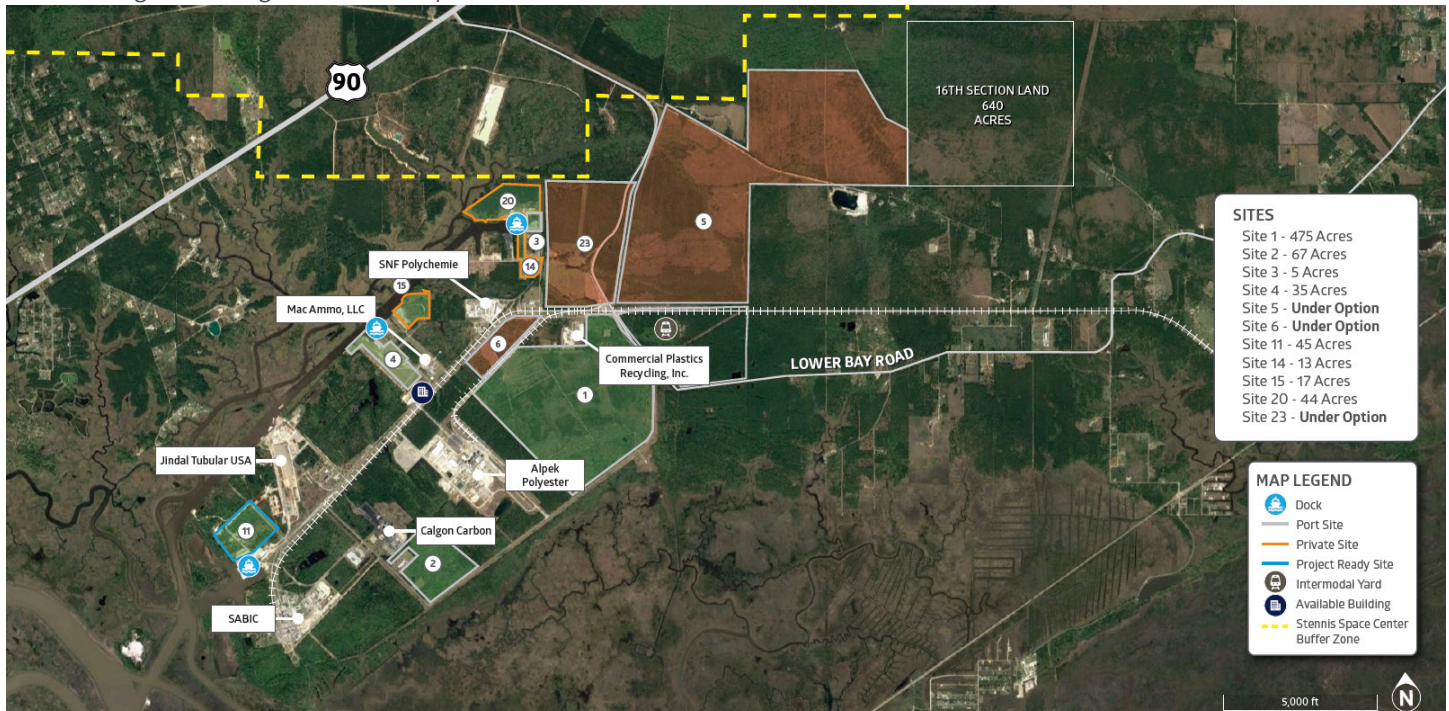 90
16TH SECTION LAND
640
ACRES
20
3
23
5
14
SNF Polychemie
15
Mac Ammo, LLC
6
4
Commercial Plastics
Recycling, Inc.
LOWER BAY ROAD
1
Jindal Tubular USA
Alpek
Polyester
11
Calgon Carbon
2
SABIC
SITES
Site 1 - 475 Acres
Site 2 - 67 Acres
Site 3 - 5 Acres
Site 4 - 35 Acres
Site 5 - Under Option
Site 6 - Under Option
Site 11 - 45 Acres
Site 14 - 13 Acres
Site 15 - 17 Acres
Site 20 - 44 Acres
Site 23 - Under Option
MAP LEGEND
Dock
Port Site
Private Site
Project Ready Site
Intermodal Yard
Available Building
Stennis Space Center
Buffer Zone
5,000 ft
N